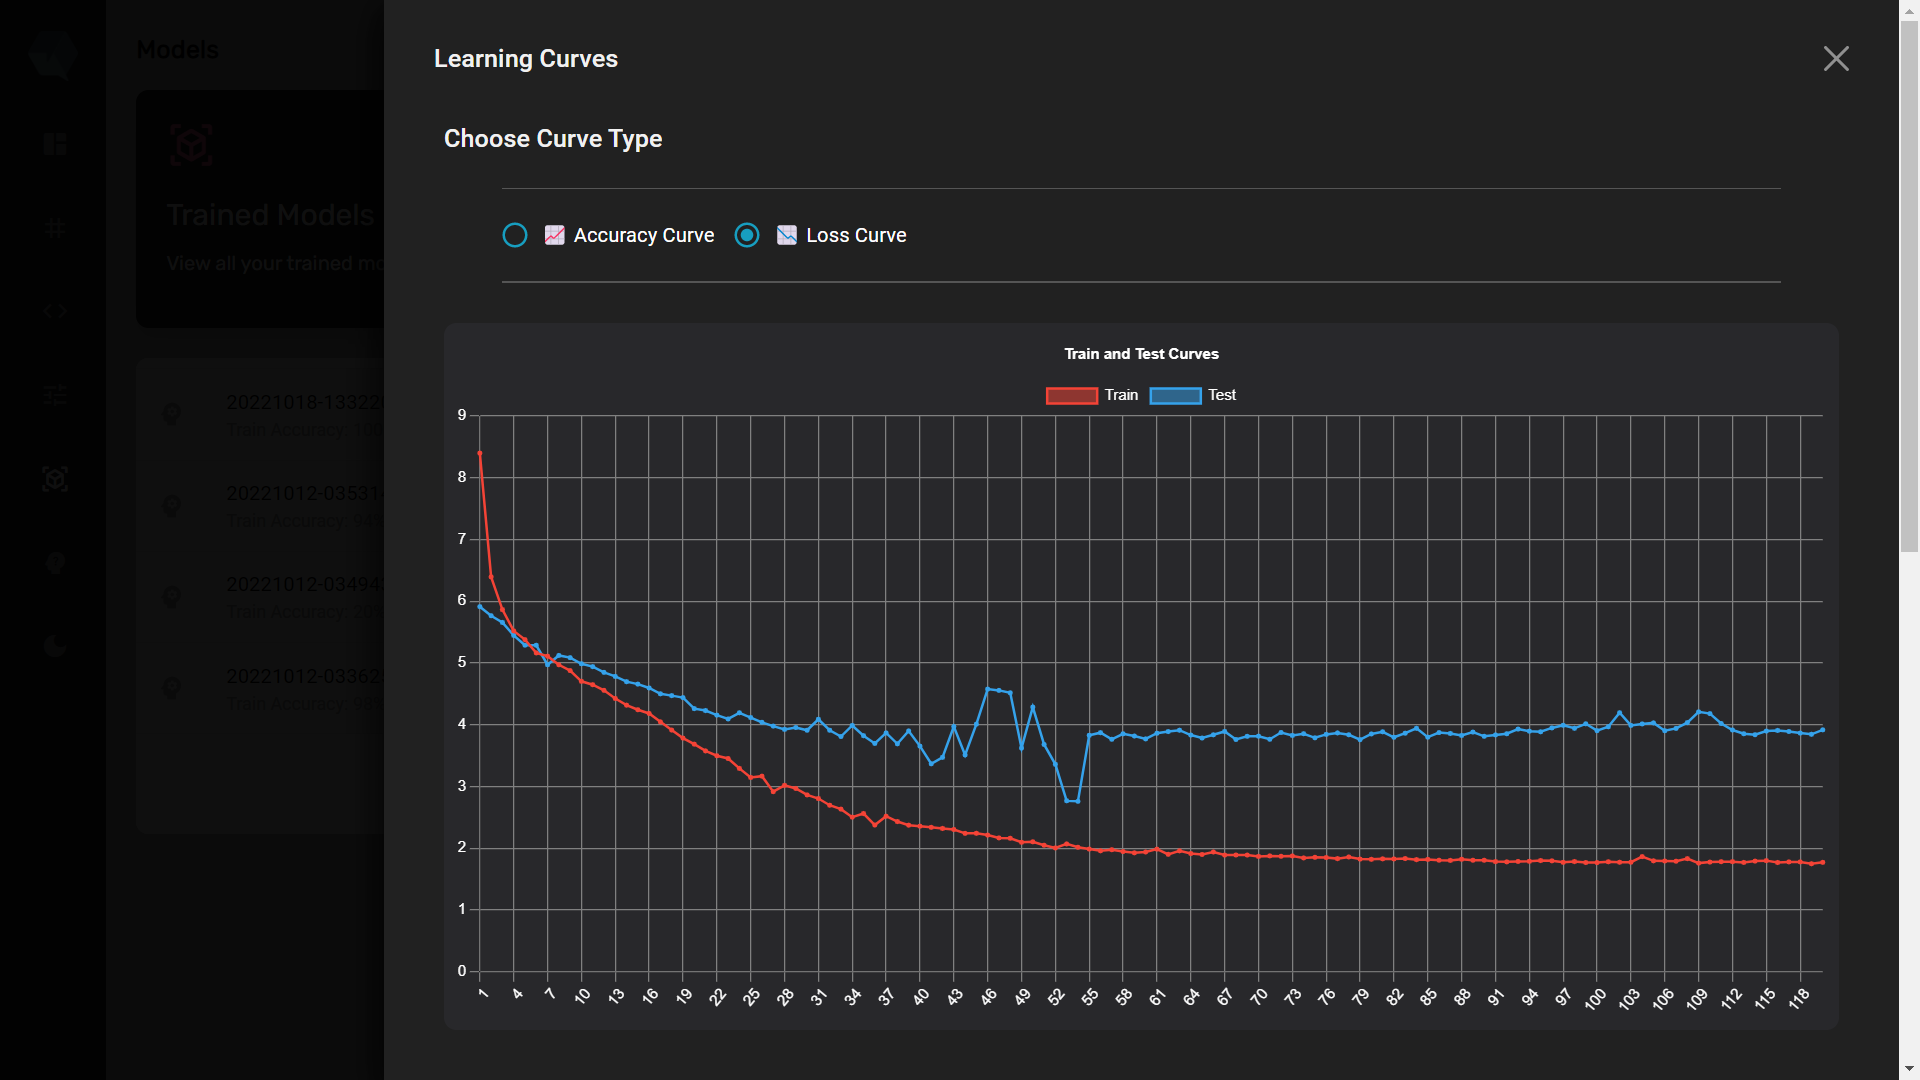 Models
Trained Models
View all your trained mo
20221018-13322
Train Accuracy
20221012-03531
Train Accuracy 94%
20221012-03494
Train Accuracy 20%
20221012-03362
Train Accuracy
Learning Curves
Choose Curve Type
Accuracy Curve
Loss Curve
Train and Test Curves
Train Test
9
8
7
6
5
4
3
2
1
0
1 4 7 10 13 16 19 22 25 28 31 34 37 40 43 46 49 52 55 58 61 64 67 70 73 76 79 82 85 88 91 94 97 100 103 106 109 112 115 118